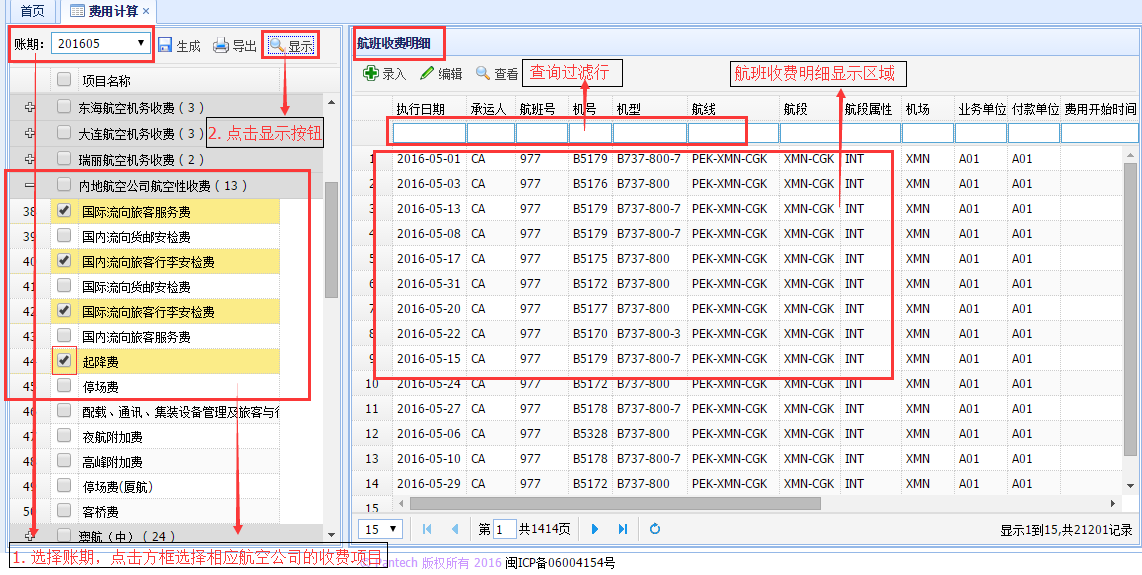 首页 费用计算 ×
账期： 201605 生成 导出 显示
项目名称
东海航空机务收费（3）
大连航空机务收费（3）
瑞丽航空机务收费（2）
内地航空公司航空性收费（13）
38 国际流向旅客服务费
39 国内流向货邮安检费
40 国内流向旅客行李安检费
41 国际流向货邮安检费
42 国际流向旅客行李安检费
43 国内流向旅客服务费
44 起降费
45 停场费
46 配载、通讯、集装设备管理及旅客与行
47 夜航附加费
48 高峰附加费
49 停场费(厦航)
50 客桥费
澳航（中）（24）
2. 点击显示按钮
1. 选择账期，点击方框选择相应航空公司的收费项目
航班收费明细
录入 编辑 查看 查询过滤行 航班收费明细显示区域
执行日期 承运人 航班号 机号 机型 航线 航段 航段属性 机场 业务单位 付款单位 费用开始时间
1 2016-05-01 CA 977 B5179 B737-800-7 PEK-XMN-CGK XMN-CGK INT XMN A01 A01
2 2016-05-03 CA 977 B5176 B737-800 PEK-XMN-CGK XMN-CGK INT XMN A01 A01
3 2016-05-13 CA 977 B5179 B737-800-7 PEK-XMN-CGK XMN-CGK INT XMN A01 A01
4 2016-05-08 CA 977 B5179 B737-800-7 PEK-XMN-CGK XMN-CGK INT XMN A01 A01
5 2016-05-17 CA 977 B5175 B737-800 PEK-XMN-CGK XMN-CGK INT XMN A01 A01
6 2016-05-31 CA 977 B5172 B737-800 PEK-XMN-CGK XMN-CGK INT XMN A01 A01
7 2016-05-20 CA 977 B5177 B737-800 PEK-XMN-CGK XMN-CGK INT XMN A01 A01
8 2016-05-22 CA 977 B5170 B737-800-3 PEK-XMN-CGK XMN-CGK INT XMN A01 A01
9 2016-05-15 CA 977 B5179 B737-800-7 PEK-XMN-CGK XMN-CGK INT XMN A01 A01
10 2016-05-24 CA 977 B5172 B737-800 PEK-XMN-CGK XMN-CGK INT XMN A01 A01
11 2016-05-27 CA 977 B5178 B737-800-7 PEK-XMN-CGK XMN-CGK INT XMN A01 A01
12 2016-05-06 CA 977 B5328 B737-800 PEK-XMN-CGK XMN-CGK INT XMN A01 A01
13 2016-05-10 CA 977 B5178 B737-800-7 PEK-XMN-CGK XMN-CGK INT XMN A01 A01
14 2016-05-29 CA 977 B5172 B737-800 PEK-XMN-CGK XMN-CGK INT XMN A01 A01
15
15 第 1 共1414页 显示1到15,共21201记录
版权所有 2016 闽ICP备06004154号